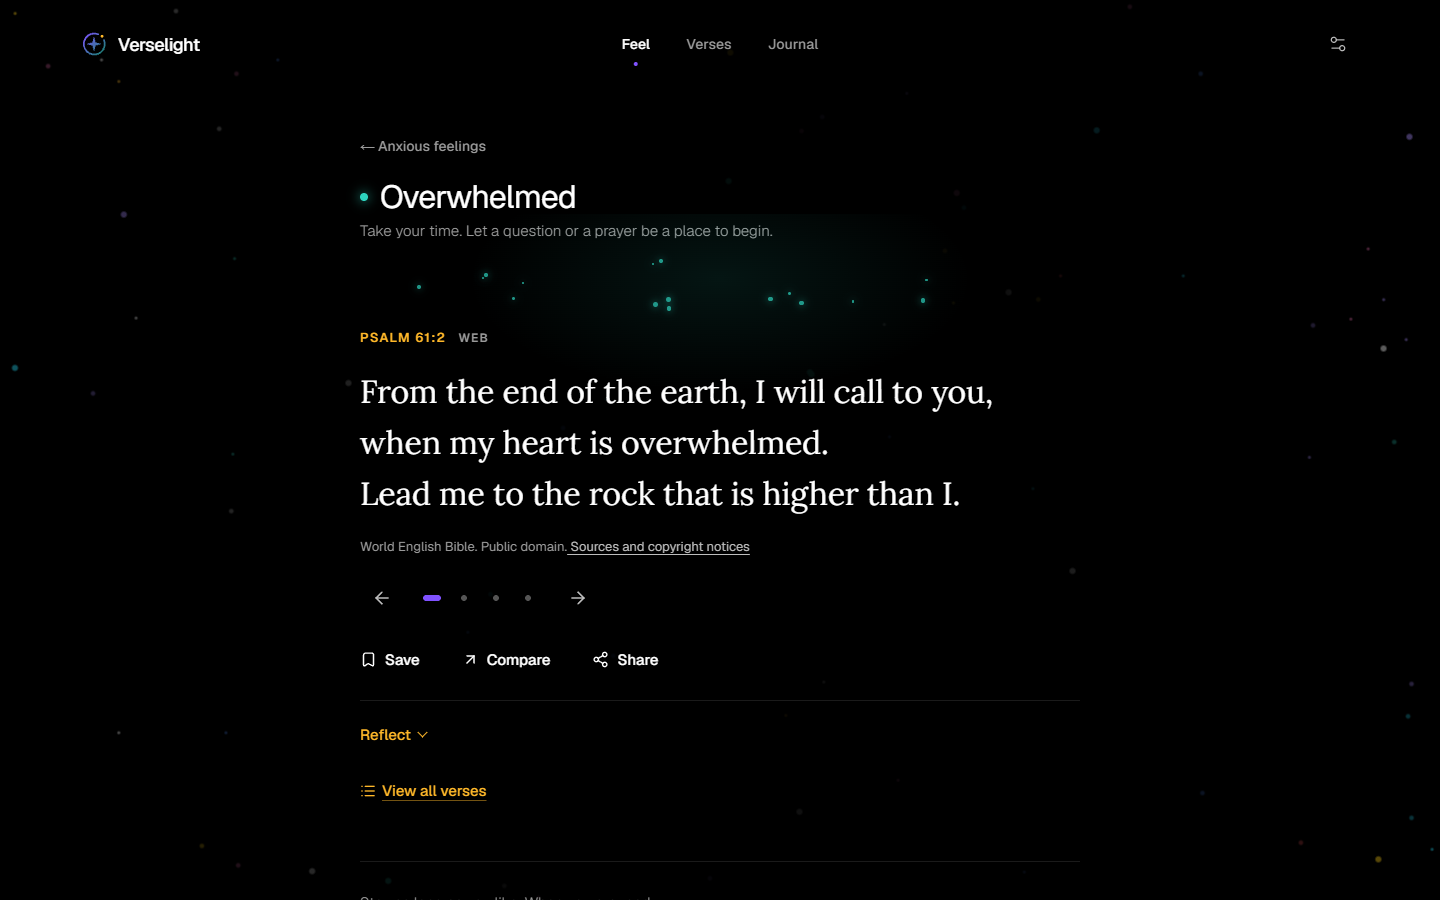 Verselight
Feel
Verses
Journal
← Anxious feelings
Overwhelmed
Take your time. Let a question or a prayer be a place to begin.
PSALM 61:2 WEB
From the end of the earth, I will call to you,
when my heart is overwhelmed.
Lead me to the rock that is higher than I.
World English Bible. Public domain. Sources and copyright notices
Save
Compare
Share
Reflect
View all verses